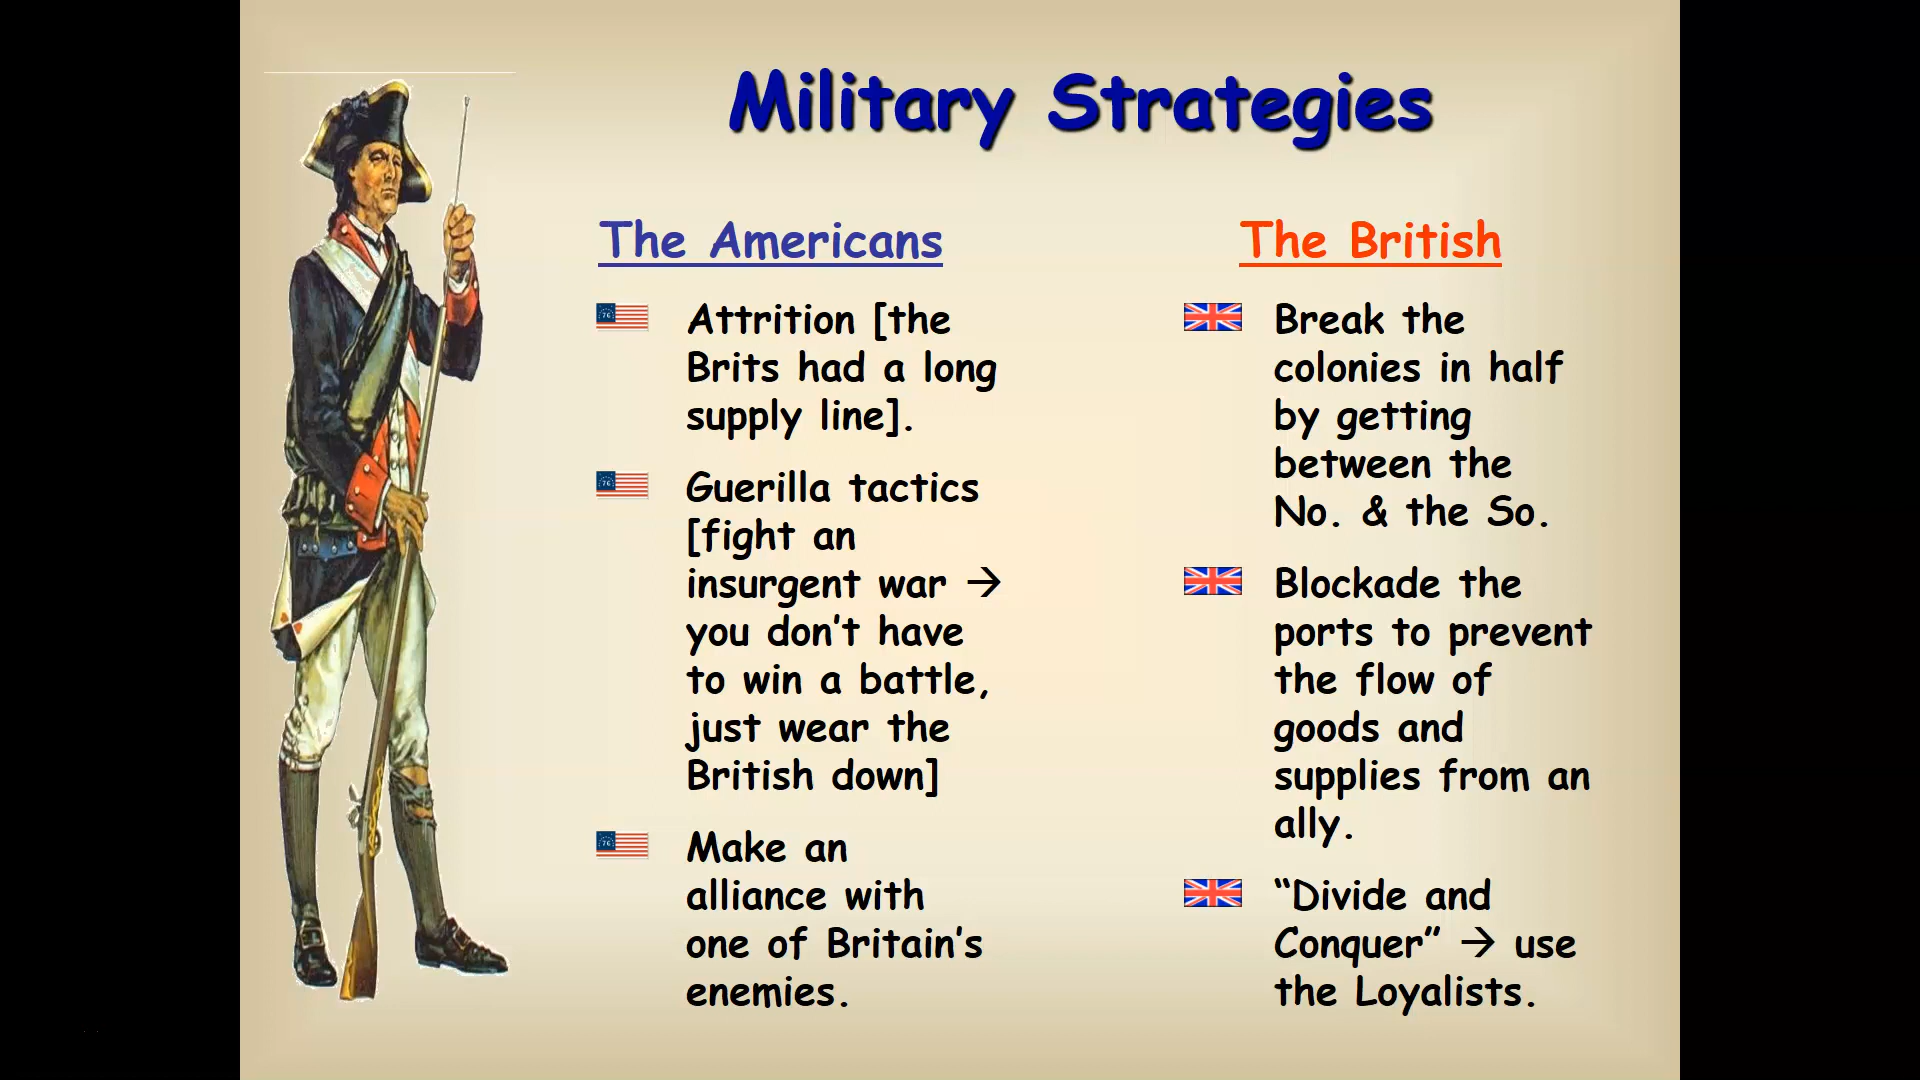 Military Strategies
The Americans
Attrition [the
Brits had a long
supply line].
Guerilla tactics
[fight an
insurgent war →
you don’t have
to win a battle,
just wear the
British down]
Make an
alliance with
one of Britain’s
enemies.
The British
Break the
colonies in half
by getting
between the
No. & the So.
Blockade the
ports to prevent
the flow of
goods and
supplies from an
ally.
“Divide and
Conquer” → use
the Loyalists.